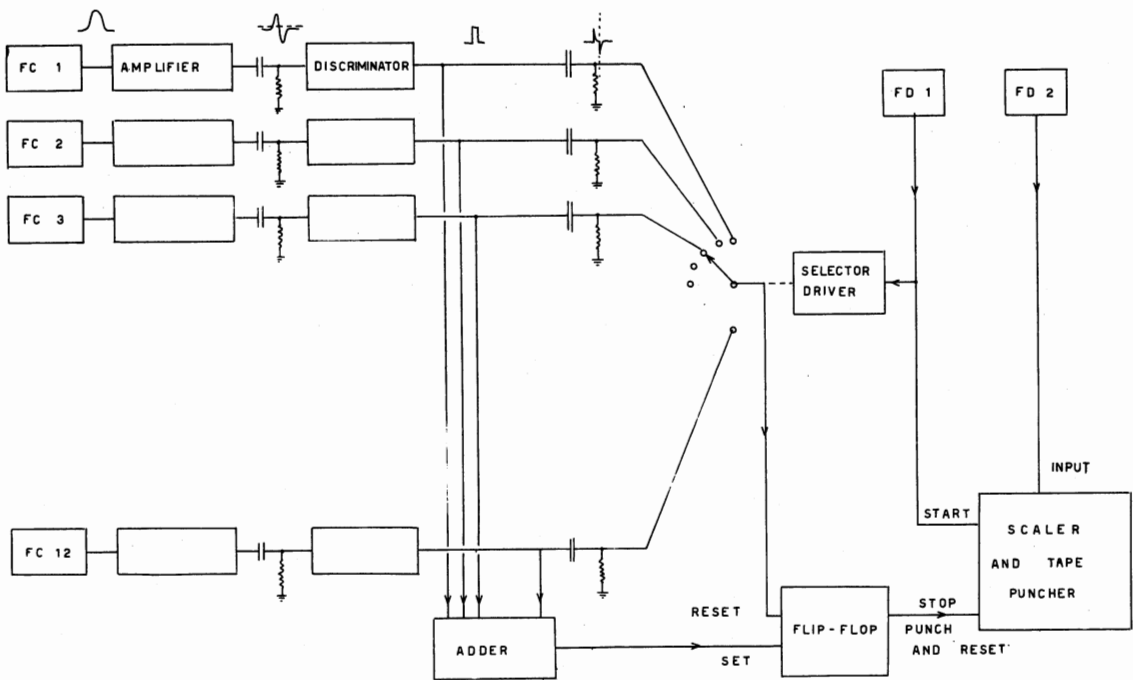 FC 1
AMPLIFIER
DISCRIMINATOR
FD 1
FD 2
FC 2
FC 3
SELECTOR
DRIVER
INPUT
START
SCALER
AND TAPE
PUNCHER
FC 12
RESET
FLIP-FLOP
STOP
PUNCH
AND RESET
ADDER
SET